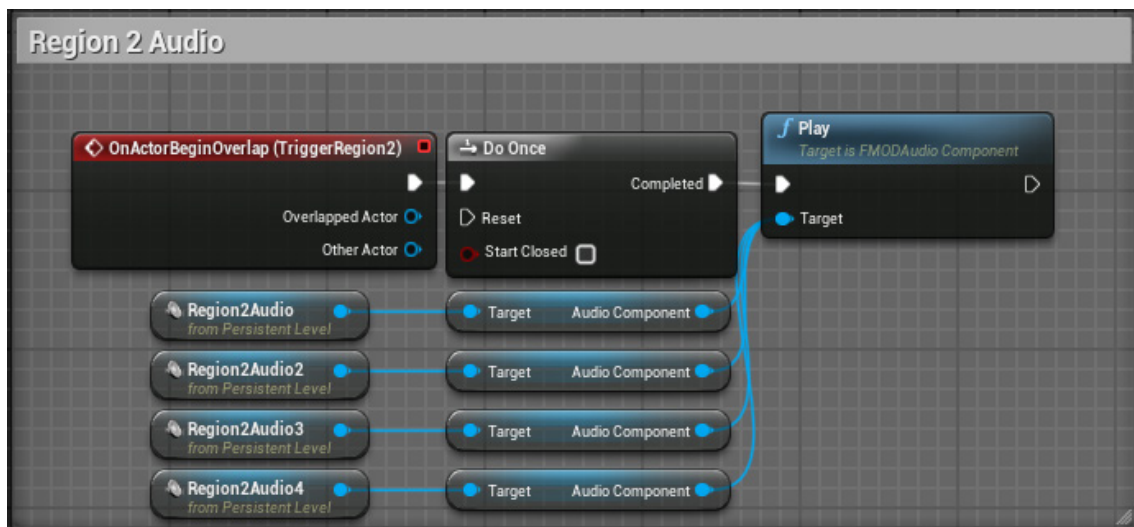 Region 2 Audio
OnActorBeginOverlap (TriggerRegion2)
Overlapped Actor
Other Actor
Do Once
Completed
Reset
Start Closed
f Play
Target is FMODAudio Component
Target
Region2Audio
from Persistent Level
Target Audio Component
Region2Audio2
from Persistent Level
Target Audio Component
Region2Audio3
from Persistent Level
Target Audio Component
Region2Audio4
from Persistent Level
Target Audio Component